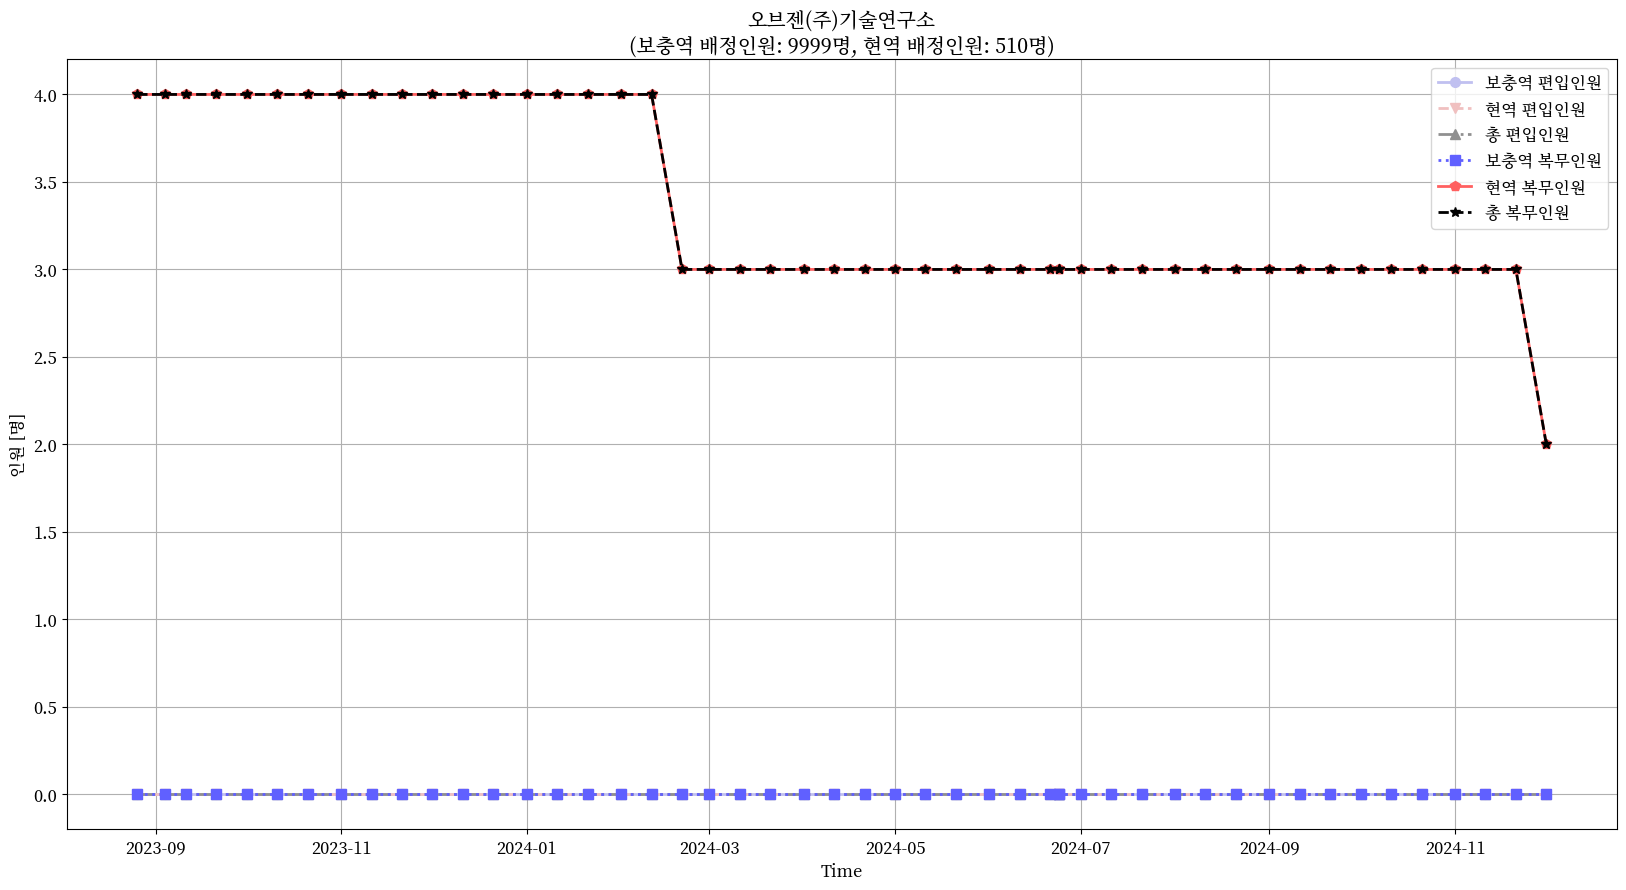 오브젠(주)기술연구소
(보충역 배정인원: 9999명, 현역 배정인원: 510명)
보충역 편입인원
현역 편입인원
총 편입인원
보충역 복무인원
현역 복무인원
총 복무인원
4.0
3.5
3.0
2.5
2.0
1.5
1.0
0.5
0.0
인원 [명]
2023-09 2023-11 2024-01 2024-03 2024-05 2024-07 2024-09 2024-11
Time